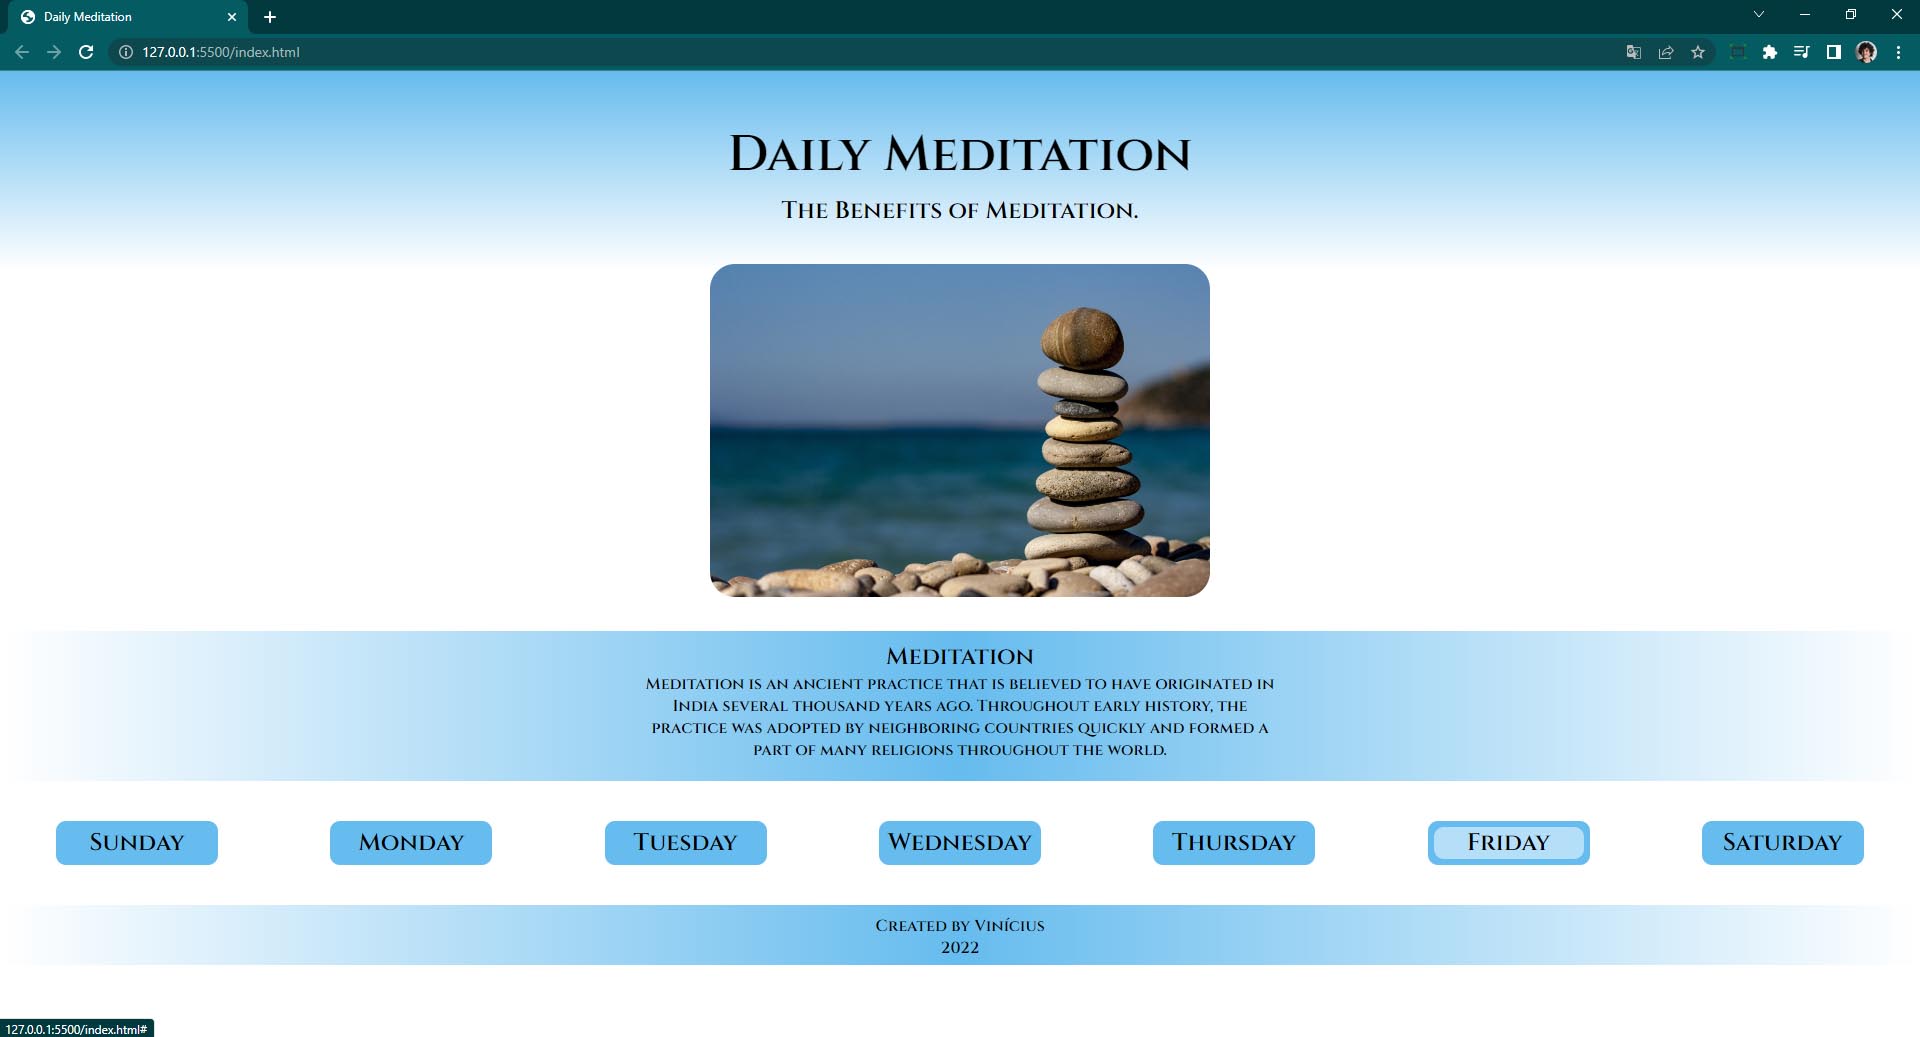 Daily Meditation
127.0.0.1:5500/index.html
Daily Meditation
The Benefits of Meditation.
Meditation
Meditation is an ancient practice that is believed to have originated in
India several thousand years ago. Throughout early history, the
practice was adopted by neighboring countries quickly and formed a
part of many religions throughout the world.
Sunday Monday Tuesday Wednesday Thursday Friday Saturday
Created by Vinícius
2022
127.0.0.1:5500/index.html#